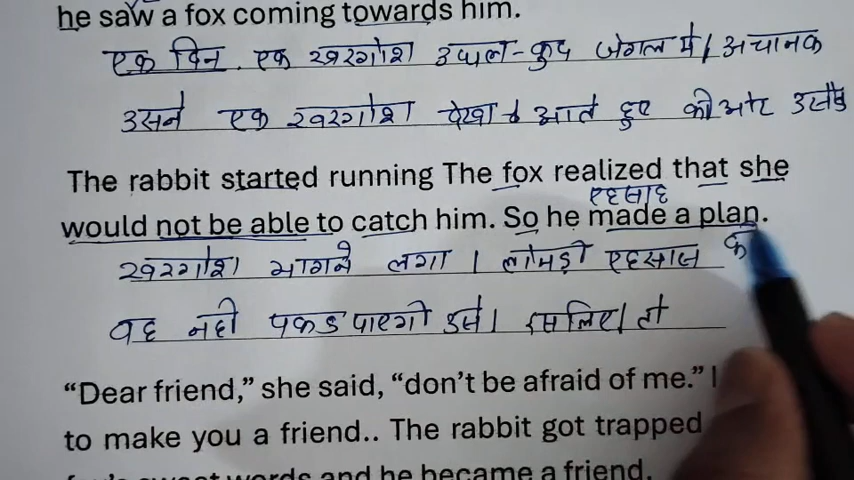 he saw a fox coming towards him.
एक दिन. एक खरगोश उछल-कुद जंगल मे। अचानक
उसने एक खरगोश देखा आते हुए की ओर उसके
The rabbit started running The fox realized that she
एहसाह
would not be able to catch him. So he made a plan.
खरगोश भागने लगा । लोमड़ी एहसास क
वह नही पकड पाएगी उसे। इसलिए। तो
“Dear friend,” she said, “don’t be afraid of me.” I
to make you a friend.. The rabbit got trapped
fox's sweet words and he became a friend.